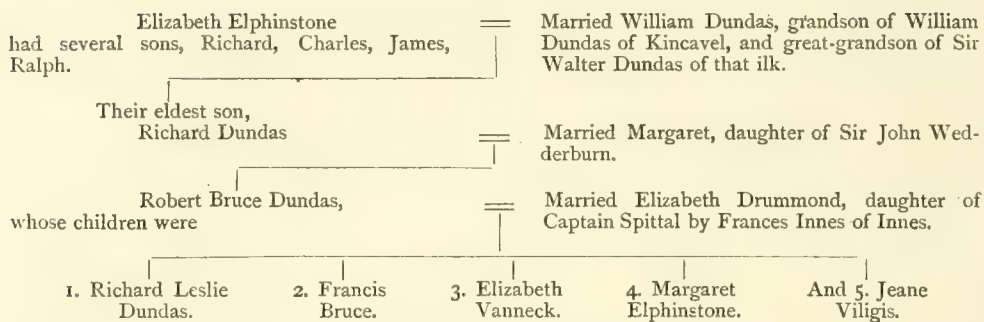 Elizabeth Elphinstone
had several sons, Richard, Charles, James,
Ralph.
Married William Dundas, grandson of William
Dundas of Kincavel, and great-grandson of Sir
Walter Dundas of that ilk.
Their eldest son,
Richard Dundas
Married Margaret, daughter of Sir John Wed-
derburn.
Robert Bruce Dundas,
whose children were
Married Elizabeth Drummond, daughter of
Captain Spittal by Frances Innes of Innes.
1. Richard Leslie
Dundas.
2. Francis
Bruce.
3. Elizabeth
Vanneck.
4. Margaret
Elphinstone.
And 5. Jeane
Viligis.